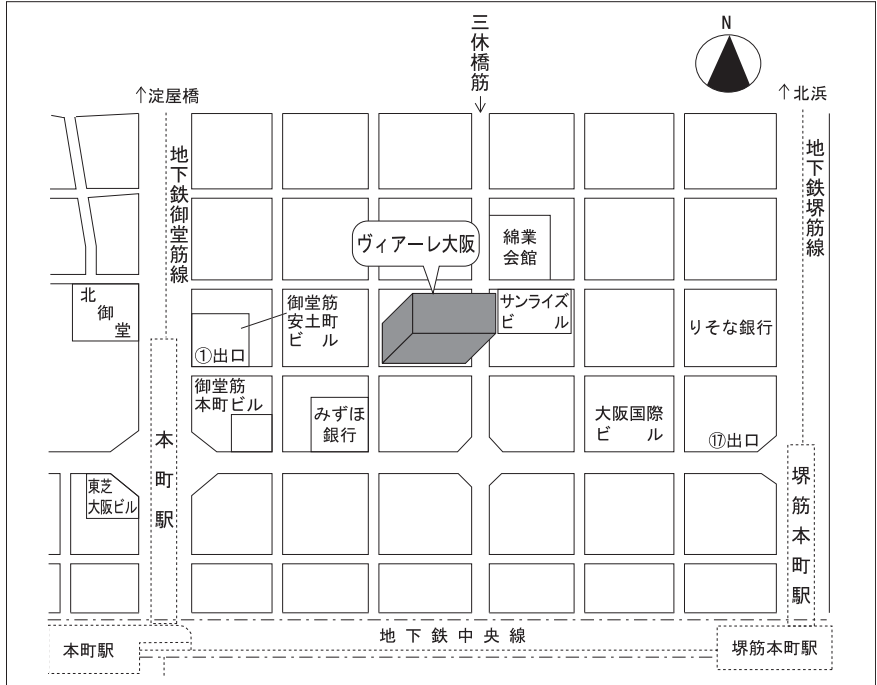 三休橋筋
↓
N
↑淀屋橋
↑北浜
地下鉄御堂筋線
地下鉄堺筋線
ヴィアーレ大阪
綿業
会館
北御堂
御堂筋
安土町
ビル
サンライズ
ビル
りそな銀行
①出口
御堂筋
本町ビル
みずほ
銀行
大阪国際
ビル
⑰出口
本町駅
東芝
大阪ビル
堺筋本町駅
地下鉄中央線
本町駅
堺筋本町駅